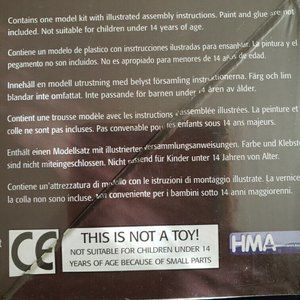 Contains one model kit with illustrated assembly instructions. Paint and glue are not
included. Not suitable for children under 14 years of age.
Contiene un modelo de plastico con insrtrucciones ilustradas para ensamblar. La pintura y el
pegamento no son incluidos. No es apropiado para menores de 14 años de edad.
Innehåll en modell utrustning med belyst församling instructionerna. Färg och lim
blandar inte omfattat. Inte passande för barnen under 14 åren av ålder.
Contient une trousse modèle avec les instructions d'assemblée illustrées. La peinture et
colle ne sont pas incluses. Pas convenable pour les enfants sous 14 ans majeurs.
Enthält einen Modellsatz mit illustrierter Versammlungsanweisungen. Farbe und Klebst
sind nicht miteingeschlossen. Nicht passend für Kinder unter 14 Jahren von Alter.
Contiene un'attrezzatura di modello con le istruzioni di montaggio illustrate. La vernice
la colla non sono incluse. Non conveniente per i bambini sotto 14 anni maggiorenni.
CE
THIS IS NOT A TOY!
NOT SUITABLE FOR CHILDREN UNDER 14
YEARS OF AGE BECAUSE OF SMALL PARTS
HMA